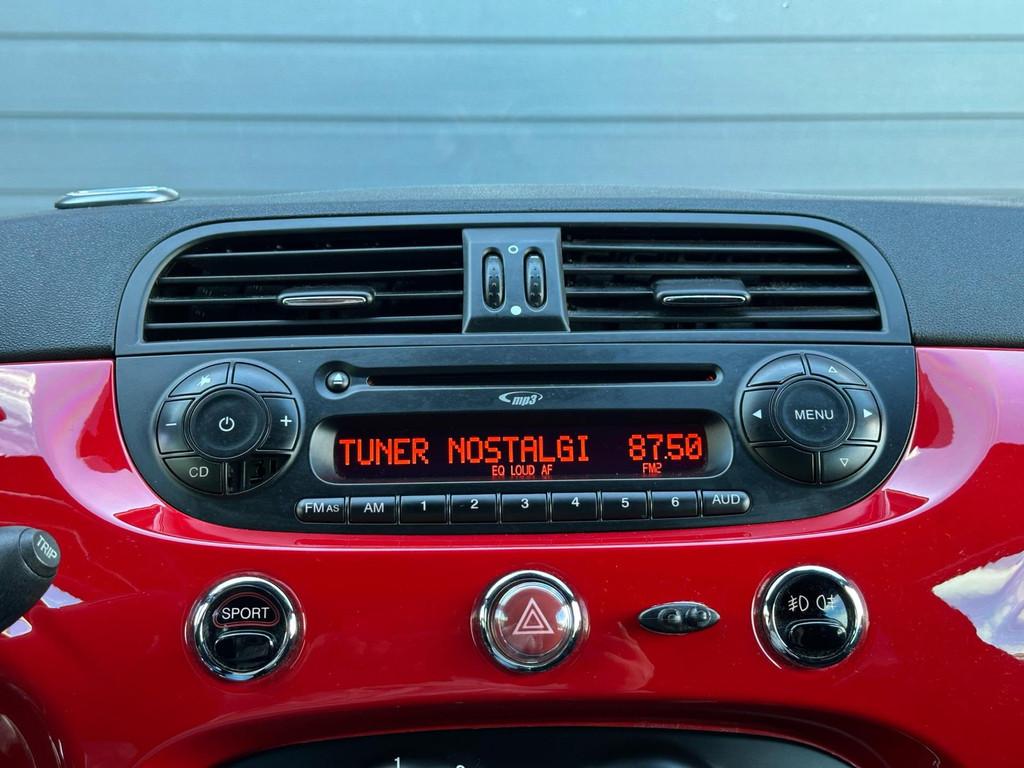 mp3
MENU
CD
TUNER NOSTALGI 87.50
EQ LOUD AF FM2
FM AS AM 1 2 3 4 5 6 AUD
TRIP
SPORT
1